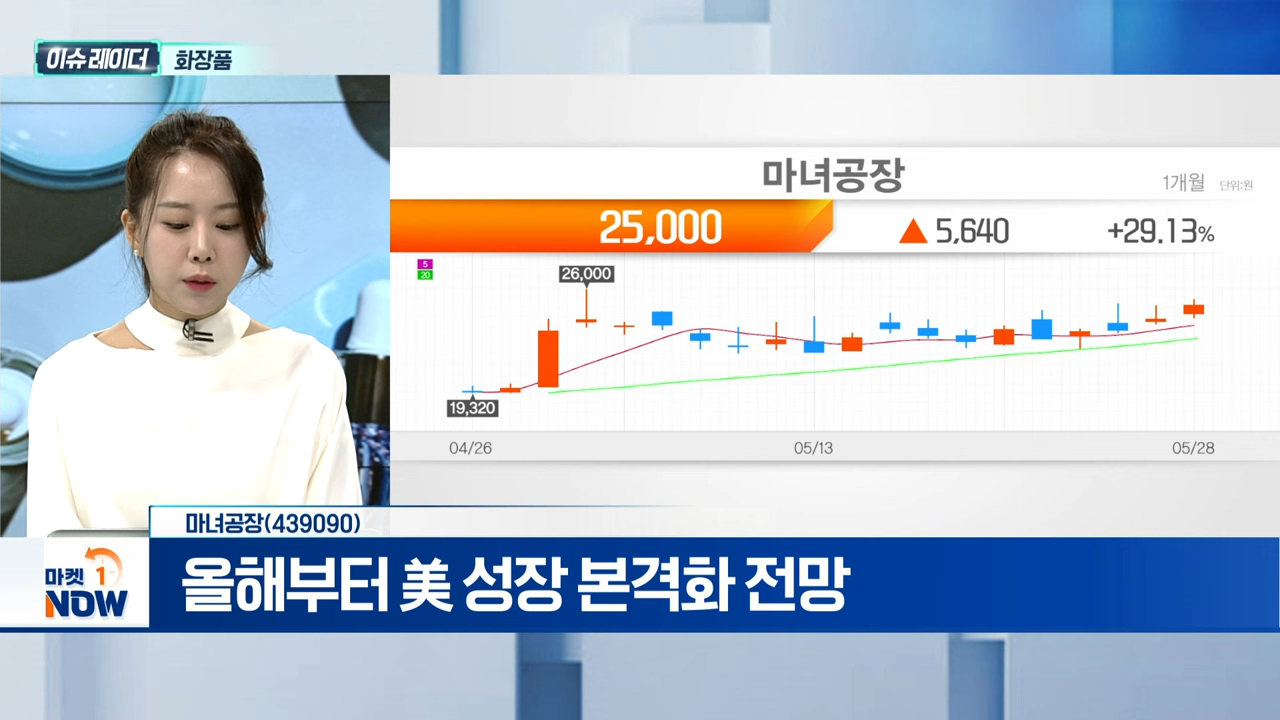 이슈레이더 화장품
마녀공장
1개월 단위:원
25,000 ▲ 5,640 +29.13%
5
20
26,000
19,320
04/26 05/13 05/28
마녀공장(439090)
마켓 1
NOW
올해부터 美 성장 본격화 전망